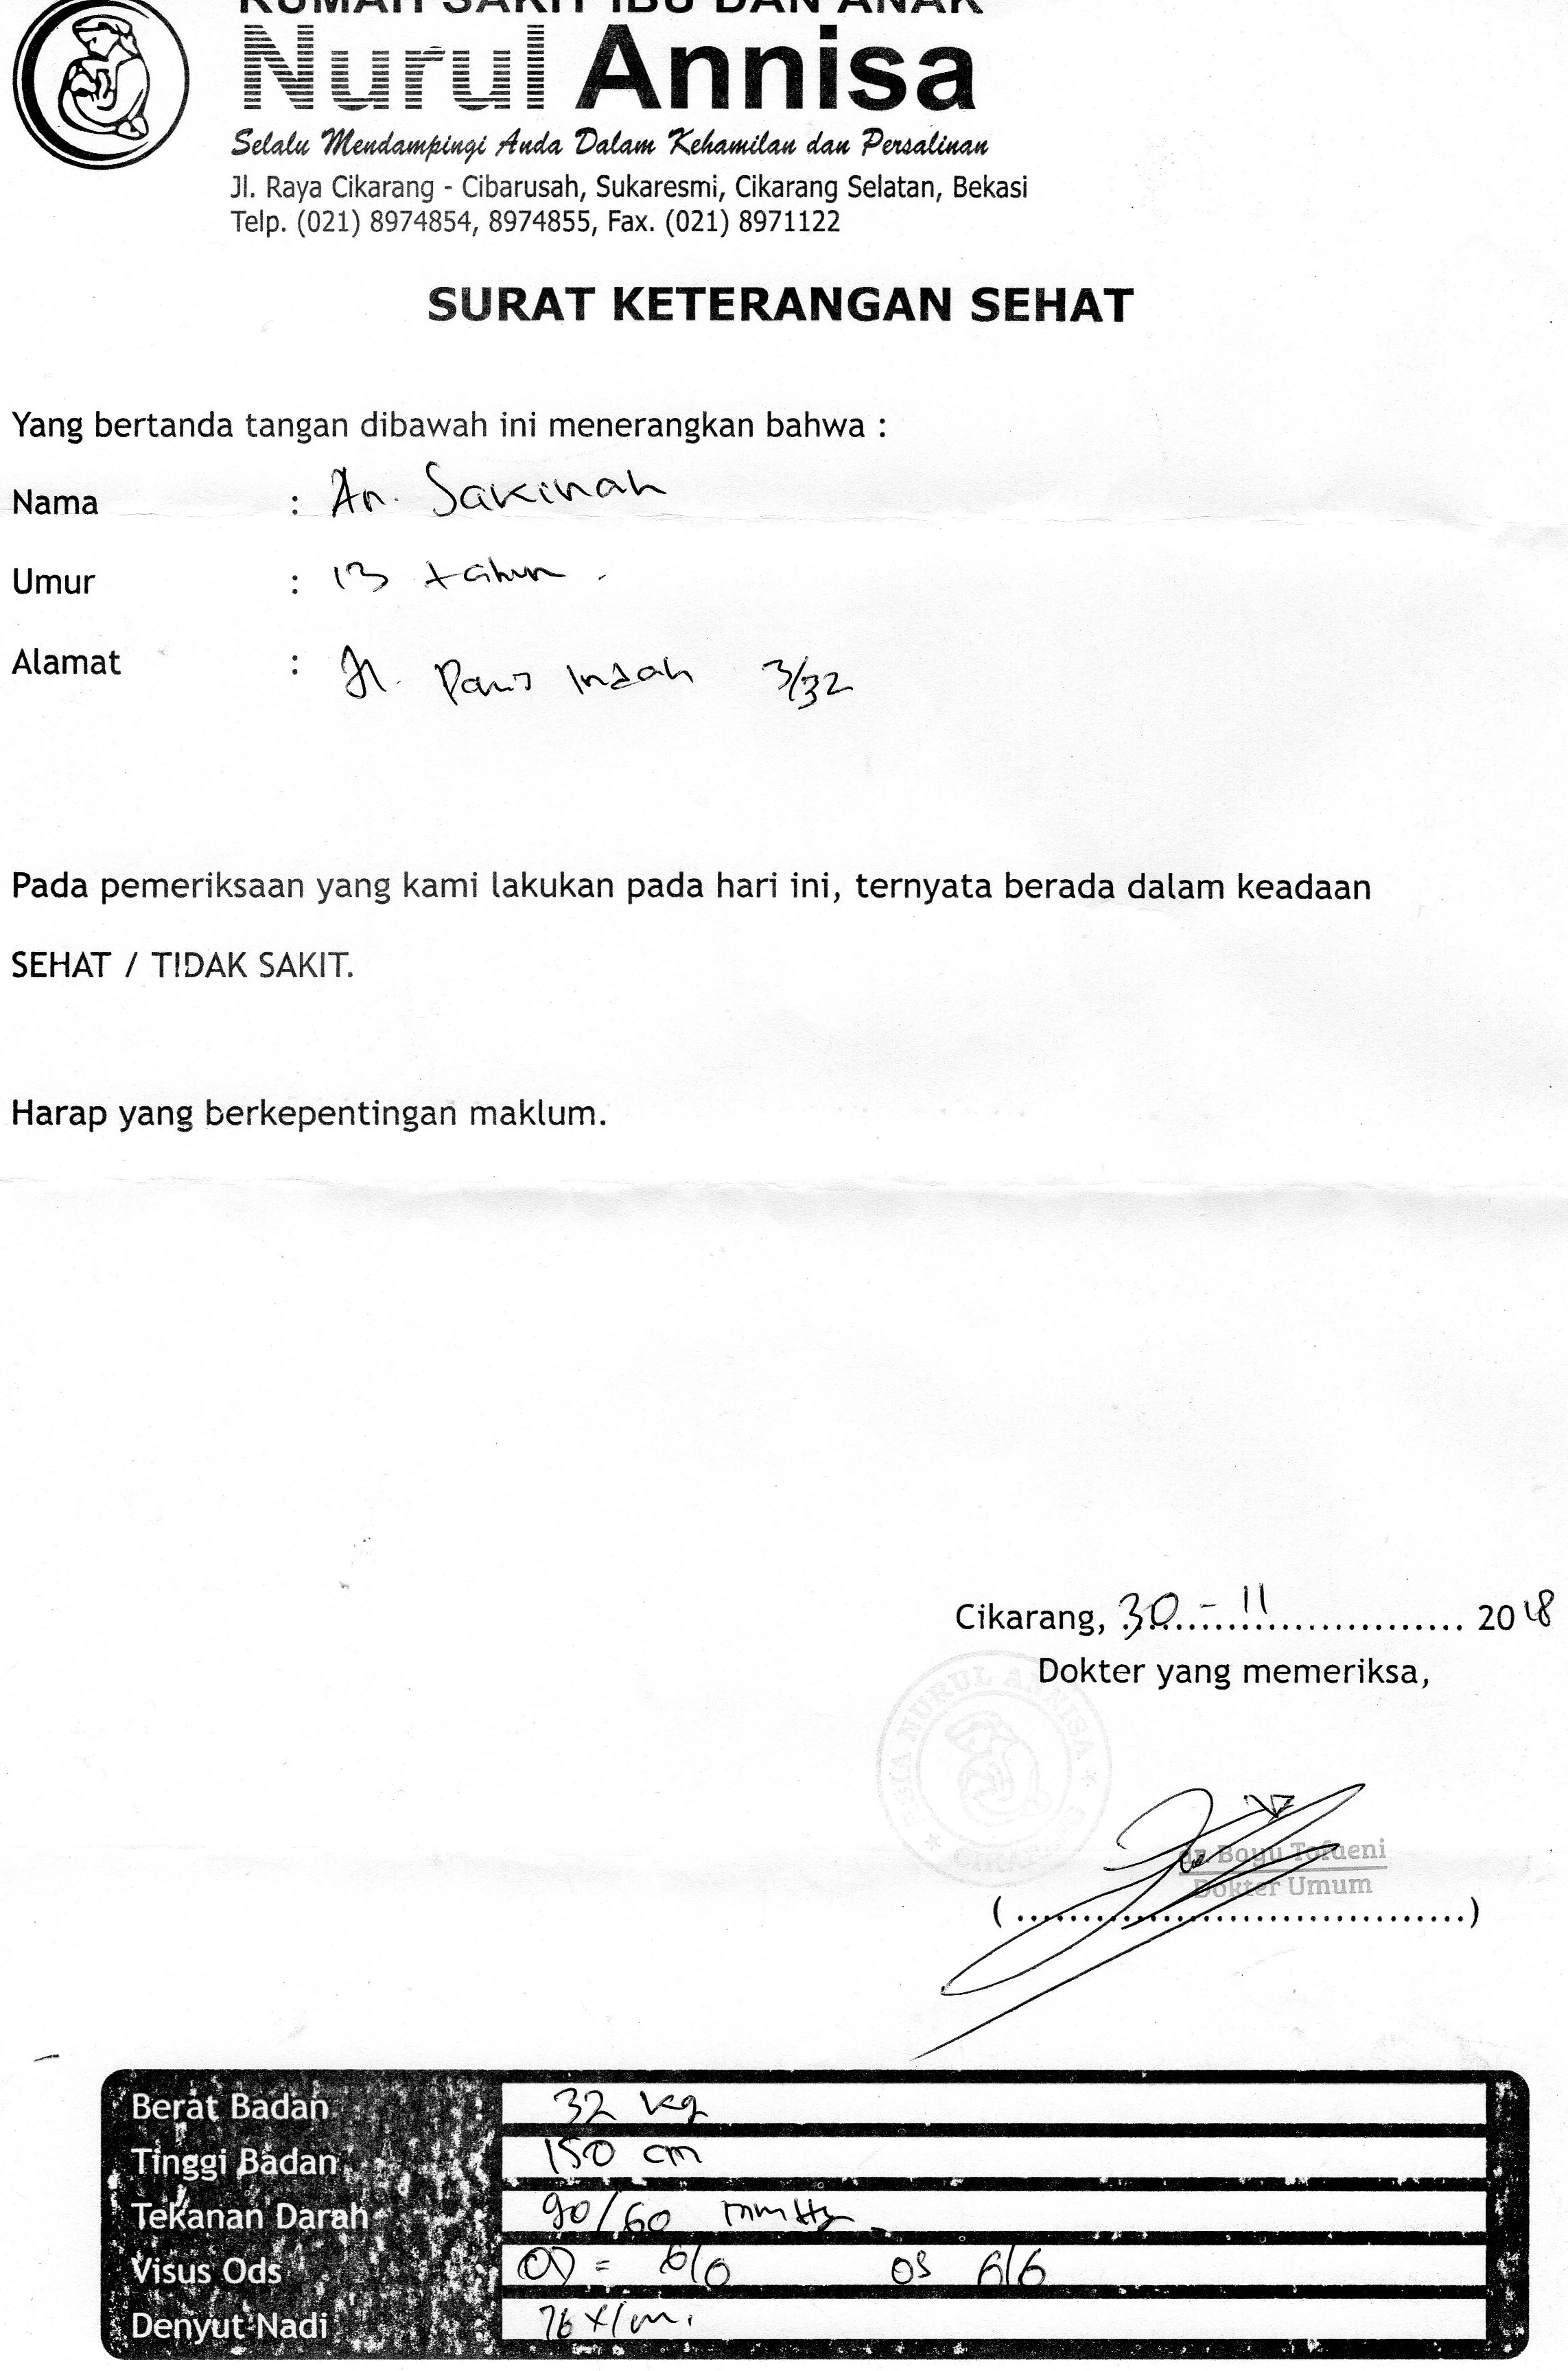 RUMAH SAKIT IBU DAN ANAK
Nurul Annisa
Selalu Mendampingi Anda Dalam Kehamilan dan Persalinan
Jl. Raya Cikarang - Cibarusah, Sukaresmi, Cikarang Selatan, Bekasi
Telp. (021) 8974854, 8974855, Fax. (021) 8971122
SURAT KETERANGAN SEHAT
Yang bertanda tangan dibawah ini menerangkan bahwa :
Nama : An. Sakinah
Umur : 13 tahun
Alamat : Jl. Indah 3/32
Pada pemeriksaan yang kami lakukan pada hari ini, ternyata berada dalam keadaan
SEHAT / TIDAK SAKIT.
Harap yang berkepentingan maklum.
Cikarang, 30 - 11 2018
Dokter yang memeriksa,
RSIA NURUL ANNISA
dr. Bayu
Dokter Umum
Berat Badan 32 kg
Tinggi Badan 150 cm
Tekanan Darah 90/60 mmHg
Visus Ods OD = 6/6 OS 6/6
Denyut Nadi 76 x/m.